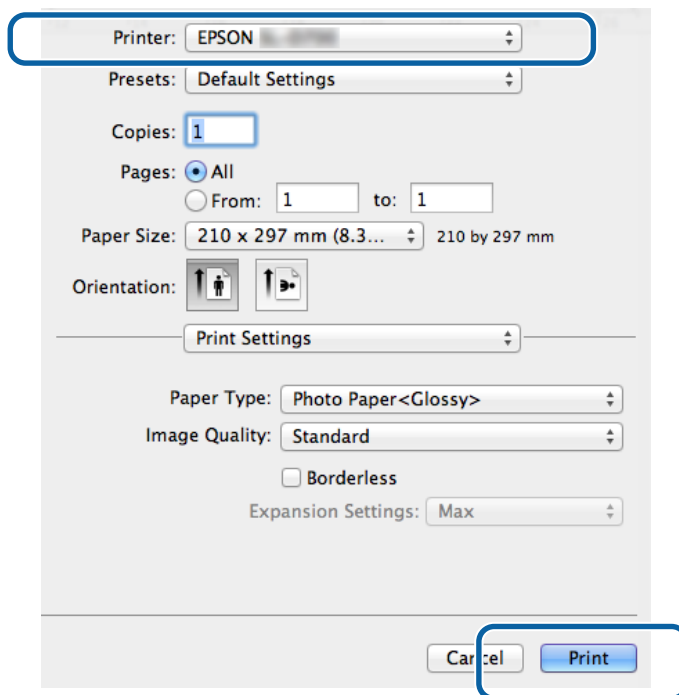 Printer: EPSON
Presets: Default Settings
Copies: 1
Pages: All
From: 1 to: 1
Paper Size: 210 x 297 mm (8.3... 210 by 297 mm
Orientation:
Print Settings
Paper Type: Photo Paper<Glossy>
Image Quality: Standard
Borderless
Expansion Settings: Max
Cancel Print